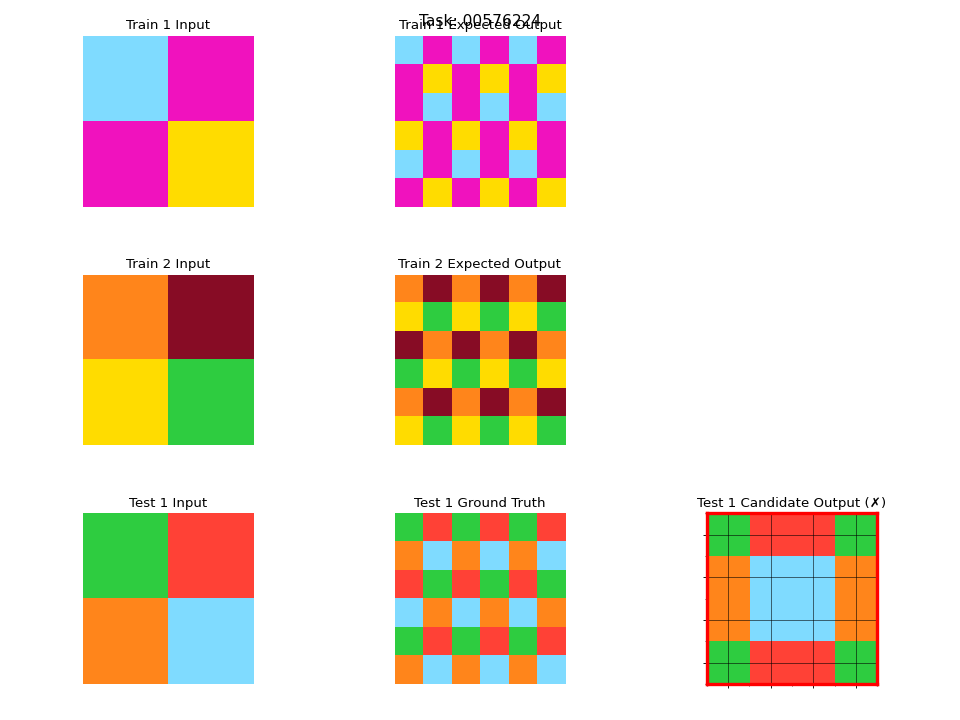 Task: 00576224
Train 1 Input
Train 1 Expected Output
Train 2 Input
Train 2 Expected Output
Test 1 Input
Test 1 Ground Truth
Test 1 Candidate Output (✗)